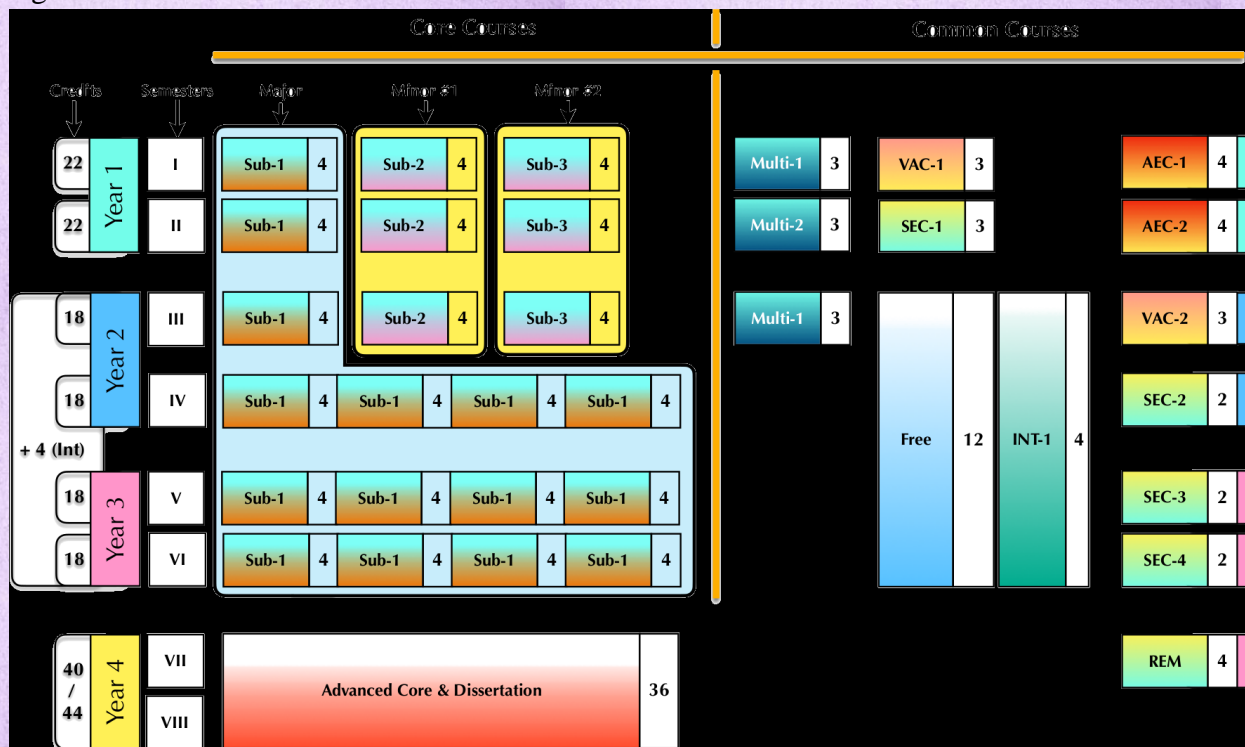 Core Courses Common Courses
Credits Semesters Major Minor #1 Minor #2
Year 1
22 I Sub-1 4 Sub-2 4 Sub-3 4 Multi-1 3 VAC-1 3 AEC-1 4
22 II Sub-1 4 Sub-2 4 Sub-3 4 Multi-2 3 SEC-1 3 AEC-2 4
Year 2
18 III Sub-1 4 Sub-2 4 Sub-3 4 Multi-1 3 VAC-2 3
18 IV Sub-1 4 Sub-1 4 Sub-1 4 Sub-1 4 SEC-2 2
+ 4 (Int) Free 12 INT-1 4
Year 3
18 V Sub-1 4 Sub-1 4 Sub-1 4 Sub-1 4 SEC-3 2
18 VI Sub-1 4 Sub-1 4 Sub-1 4 Sub-1 4 SEC-4 2
Year 4
40 / 44 VII Advanced Core & Dissertation 36 REM 4
VIII